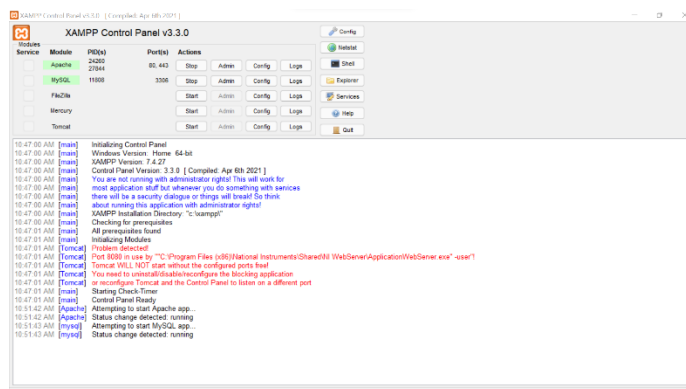 XAMPP Control Panel v3.3.0 [ Compiled: Apr 6th 2021 ]
XAMPP Control Panel v3.3.0
Config
Modules
Service Module PID(s) Port(s) Actions
Netstat
Apache 24260 27844 80, 443 Stop Admin Config Logs
Shell
MySQL 11608 3306 Stop Admin Config Logs
Explorer
FileZilla Start Admin Config Logs
Services
Mercury Start Admin Config Logs
Help
Tomcat Start Admin Config Logs
Quit
10:47:00 AM [main] Initializing Control Panel
10:47:00 AM [main] Windows Version: Home 64-bit
10:47:00 AM [main] XAMPP Version: 7.4.27
10:47:00 AM [main] Control Panel Version: 3.3.0 [ Compiled: Apr 6th 2021 ]
10:47:00 AM [main] You are not running with administrator rights! This will work for
10:47:00 AM [main] most application stuff but whenever you do something with services
10:47:00 AM [main] there will be a security dialogue or things will break! So think
10:47:00 AM [main] about running this application with administrator rights!
10:47:00 AM [main] XAMPP Installation Directory: "c:\xampp\"
10:47:00 AM [main] Checking for prerequisites
10:47:01 AM [main] All prerequisites found
10:47:01 AM [main] Initializing Modules
10:47:01 AM [Tomcat] Problem detected!
10:47:01 AM [Tomcat] Port 8080 in use by ""C:\Program Files (x86)\National Instruments\Shared\NI WebServer\ApplicationWebServer.exe" -user"!
10:47:01 AM [Tomcat] Tomcat WILL NOT start without the configured ports free!
10:47:01 AM [Tomcat] You need to uninstall/disable/reconfigure the blocking application
10:47:01 AM [Tomcat] or reconfigure Tomcat and the Control Panel to listen on a different port
10:47:01 AM [main] Starting Check-Timer
10:47:01 AM [main] Control Panel Ready
10:51:42 AM [Apache] Attempting to start Apache app...
10:51:42 AM [Apache] Status change detected: running
10:51:43 AM [mysql] Attempting to start MySQL app...
10:51:43 AM [mysql] Status change detected: running